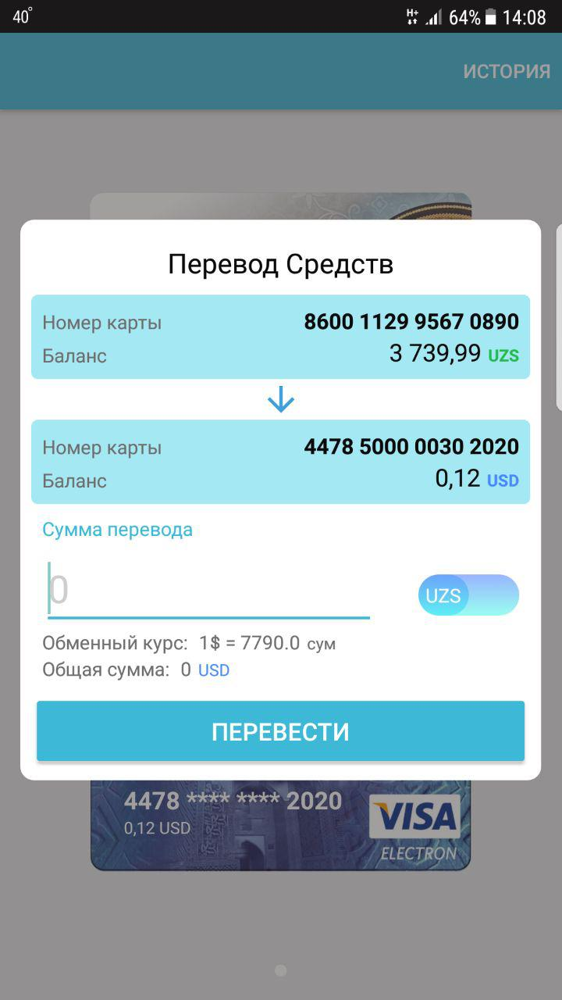 40°
H+ 64% 14:08
ИСТОРИЯ
Перевод Средств
Номер карты 8600 1129 9567 0890
Баланс 3 739,99 UZS
Номер карты 4478 5000 0030 2020
Баланс 0,12 USD
Сумма перевода
0 UZS
Обменный курс: 1$ = 7790.0 сум
Общая сумма: 0 USD
ПЕРЕВЕСТИ
4478 **** **** 2020
0,12 USD
VISA
ELECTRON